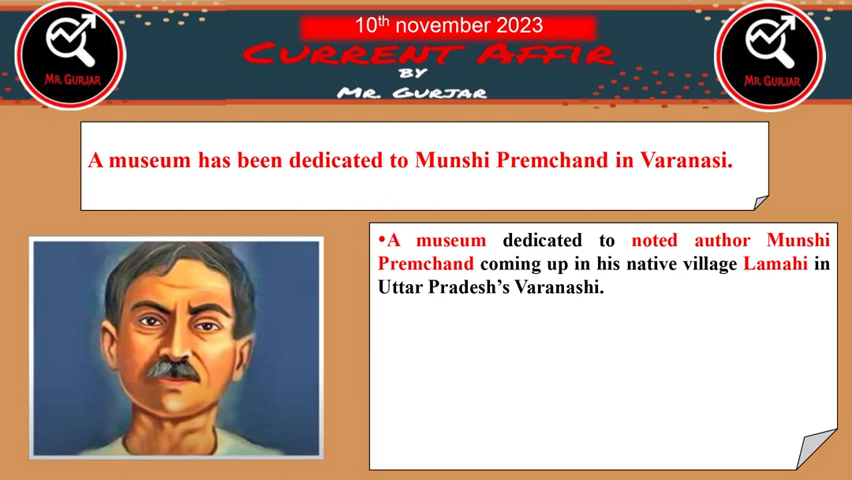 10th november 2023
CURRENT AFFIR
BY
MR. GURJAR
MR. GURJAR
MR. GURJAR
A museum has been dedicated to Munshi Premchand in Varanasi.
•A museum dedicated to noted author Munshi
Premchand coming up in his native village Lamahi in
Uttar Pradesh’s Varanashi.